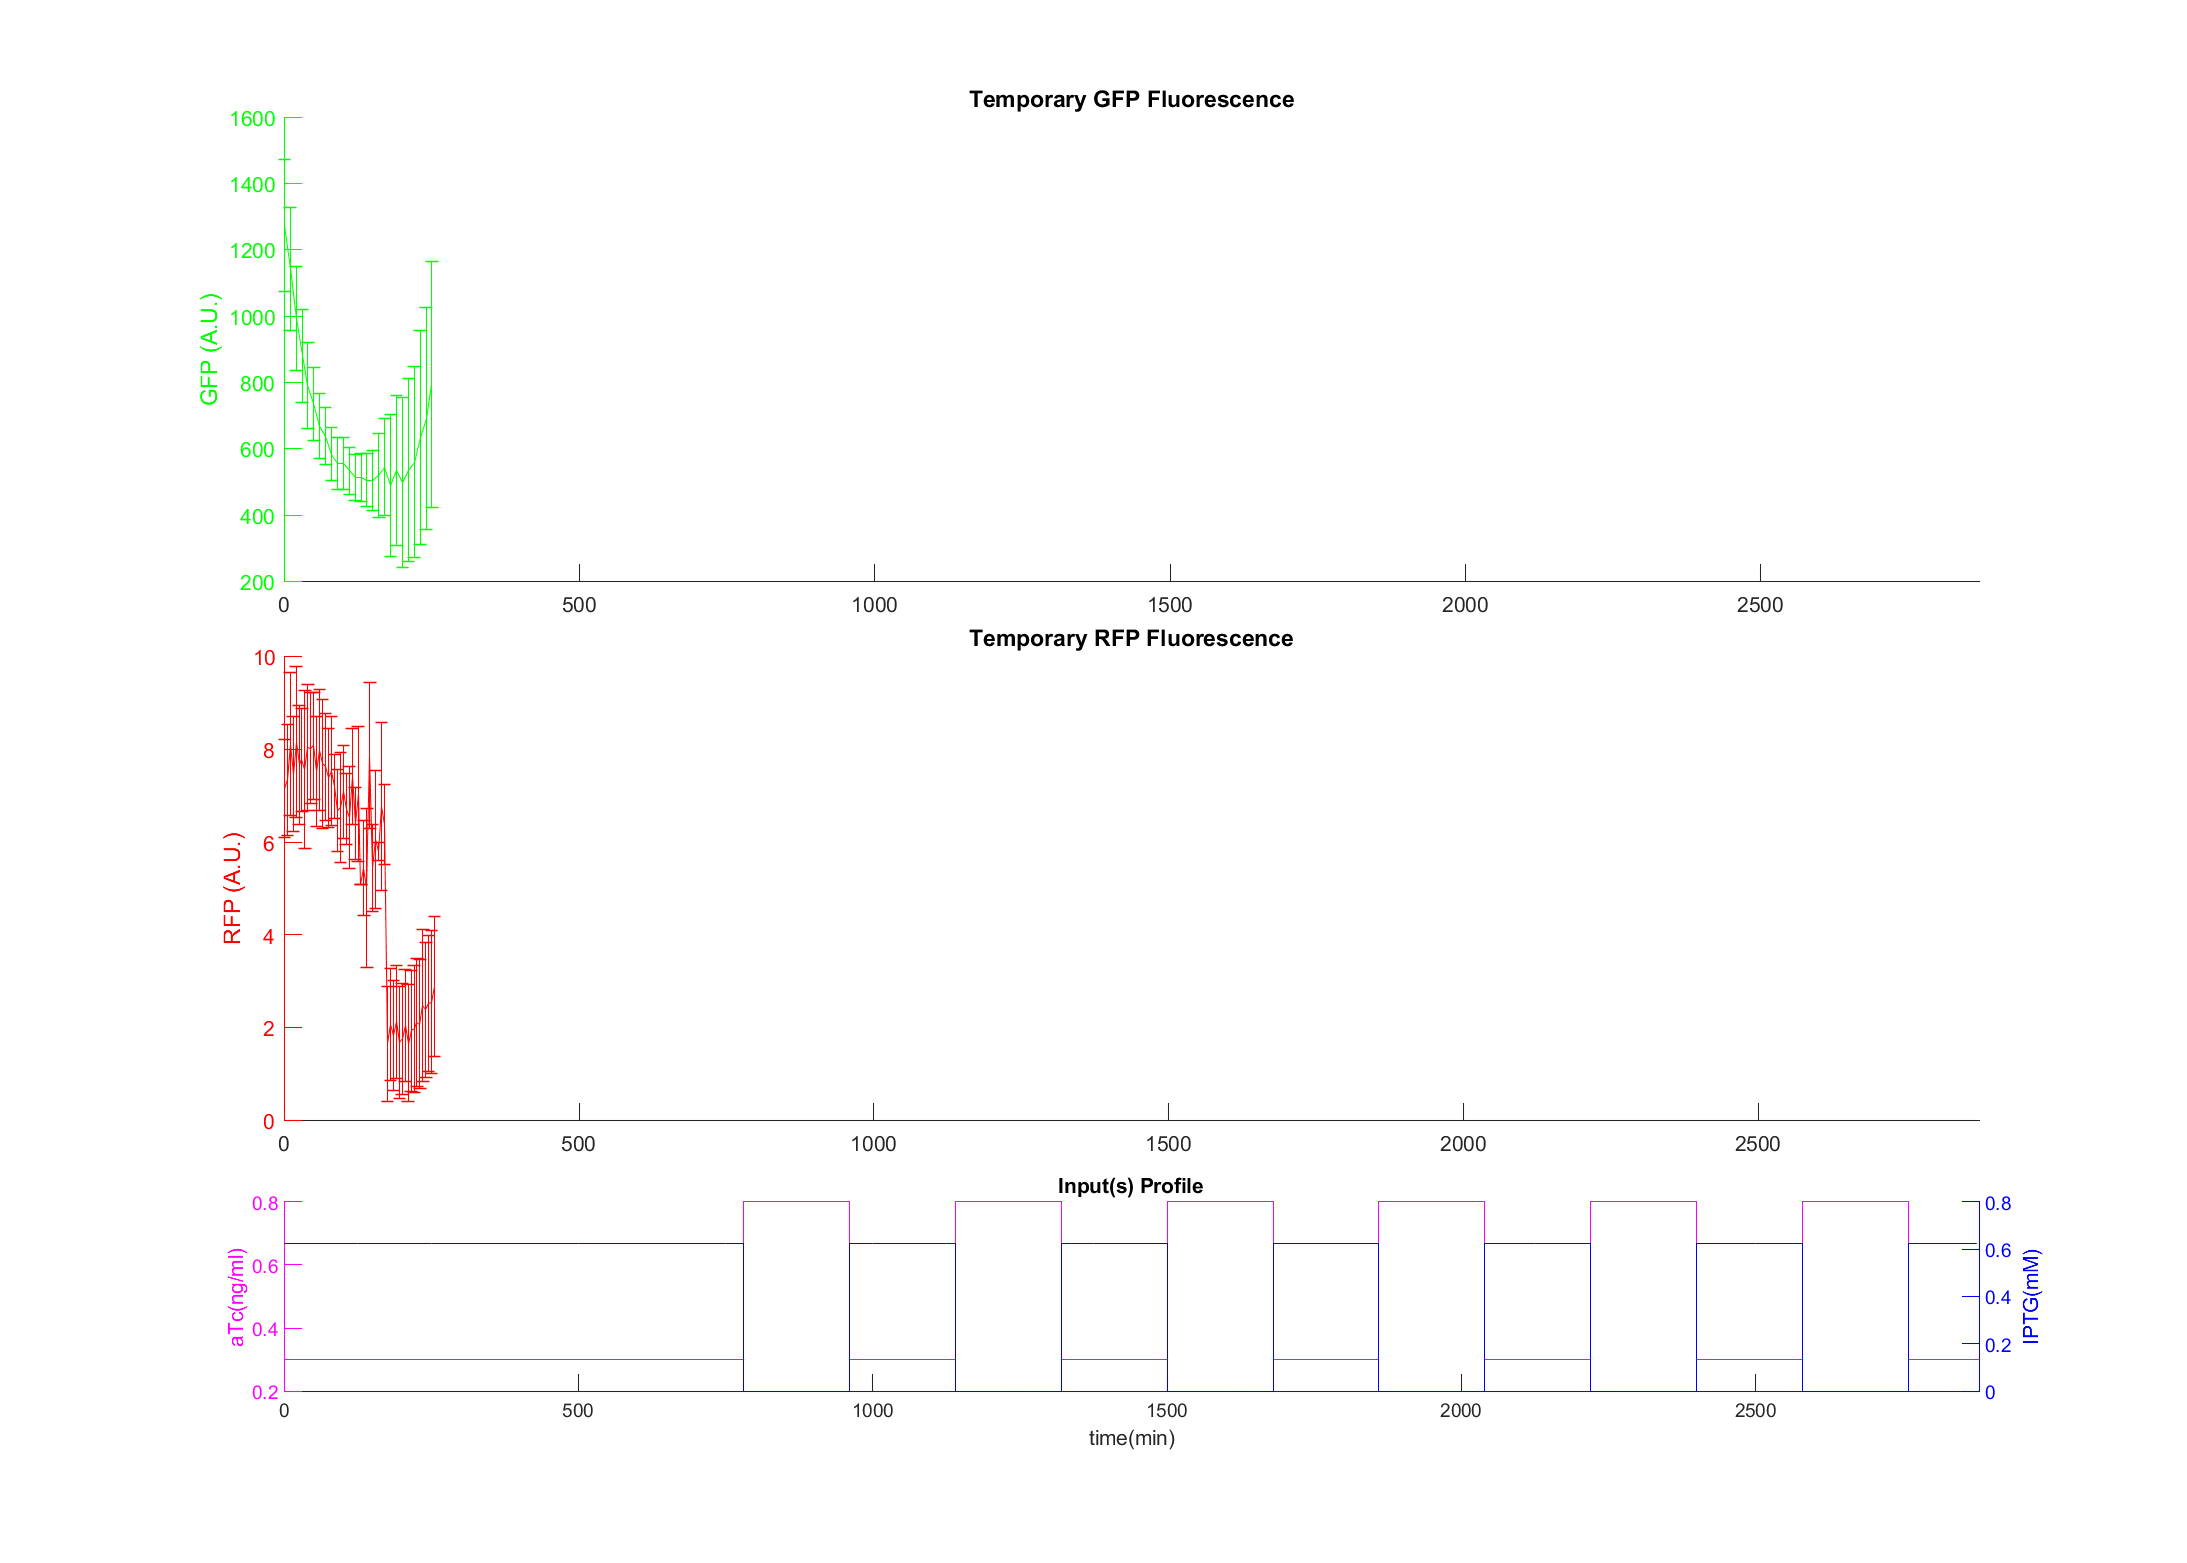 Temporary GFP Fluorescence
1600
1400
1200
1000
800
600
400
200
GFP (A.U.)
0 500 1000 1500 2000 2500
Temporary RFP Fluorescence
10
8
6
4
2
0
RFP (A.U.)
0 500 1000 1500 2000 2500
Input(s) Profile
0.8
0.6
0.4
0.2
aTc(ng/ml)
0.8
0.6
0.4
0.2
0
IPTG(mM)
0 500 1000 1500 2000 2500
time(min)